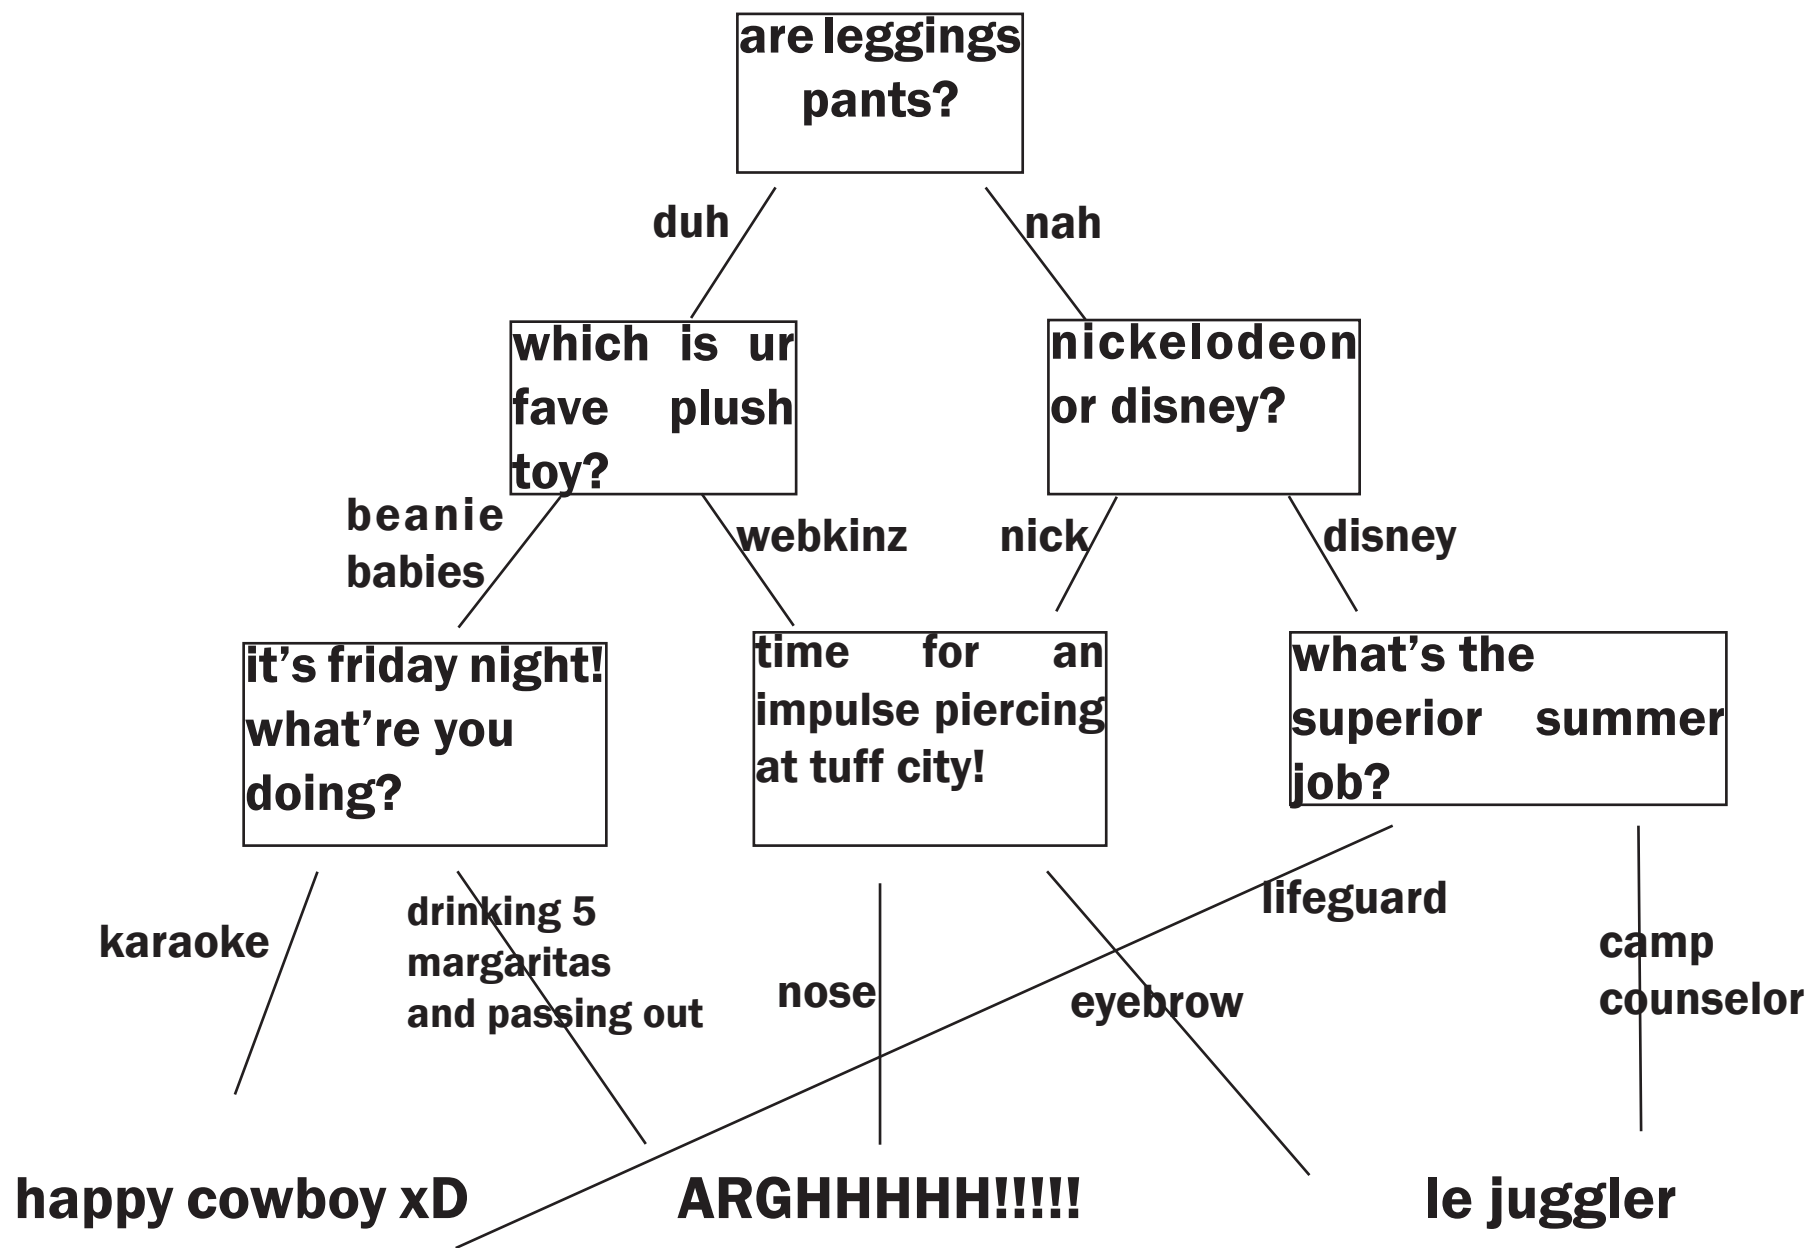 are leggings
pants?
duh
nah
which is ur
fave plush
toy?
nickelodeon
or disney?
beanie
babies
webkinz
nick
disney
it's friday night!
what're you
doing?
time for an
impulse piercing
at tuff city!
what's the
superior summer
job?
karaoke
drinking 5
margaritas
and passing out
nose
eyebrow
lifeguard
camp
counselor
happy cowboy xD
ARGHHHHH!!!!!
le juggler